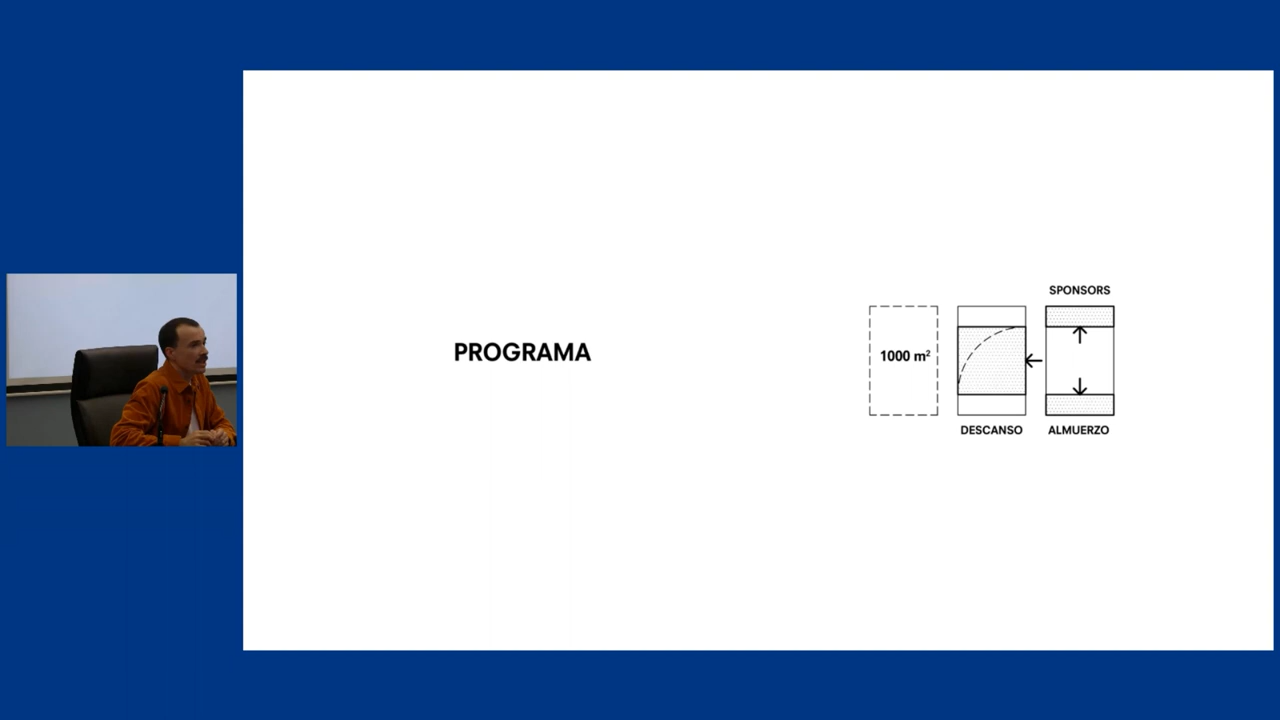 PROGRAMA
SPONSORS
1000 m²
DESCANSO
ALMUERZO